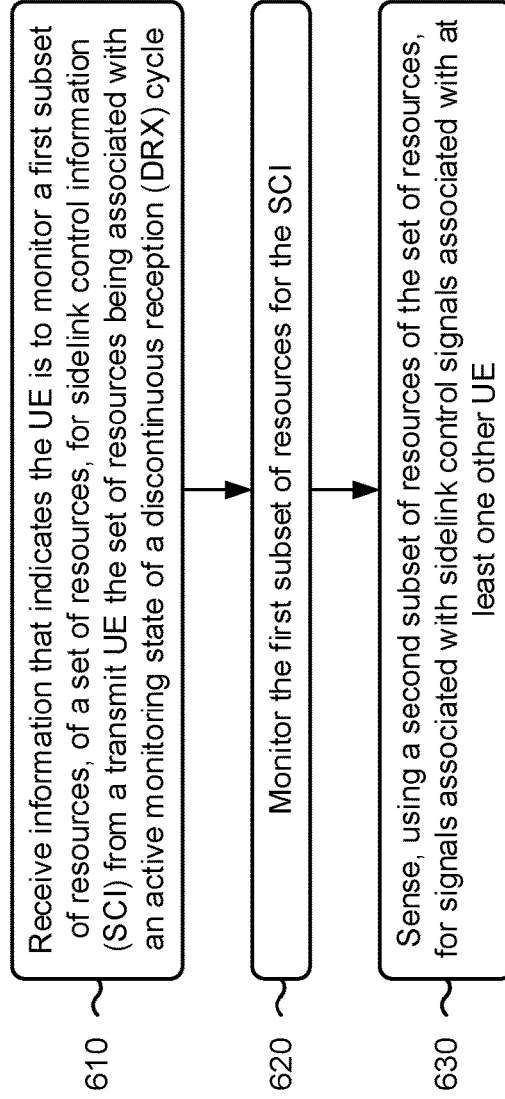 610
Receive information that indicates the UE is to monitor a first subset
of resources, of a set of resources, for sidelink control information
(SCI) from a transmit UE the set of resources being associated with
an active monitoring state of a discontinuous reception (DRX) cycle
620
Monitor the first subset of resources for the SCI
630
Sense, using a second subset of resources of the set of resources,
for signals associated with sidelink control signals associated with at
least one other UE